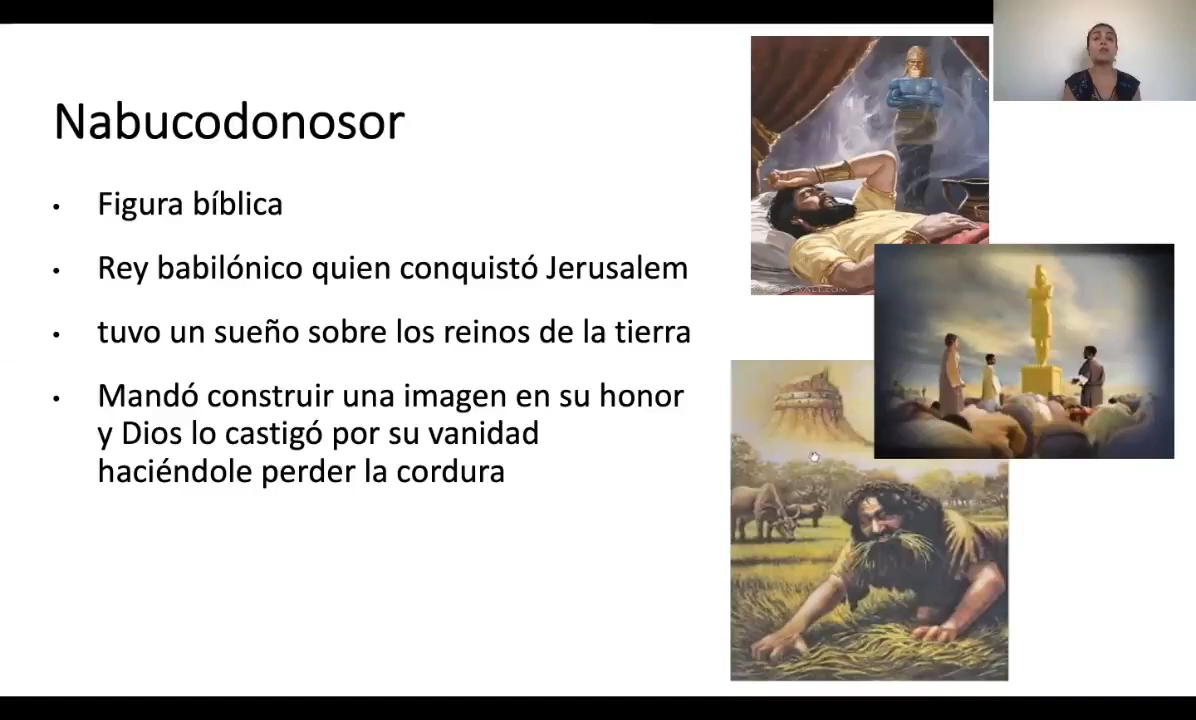 Nabucodonosor
• Figura bíblica
• Rey babilónico quien conquistó Jerusalem
• tuvo un sueño sobre los reinos de la tierra
• Mandó construir una imagen en su honor
y Dios lo castigó por su vanidad
haciéndole perder la cordura